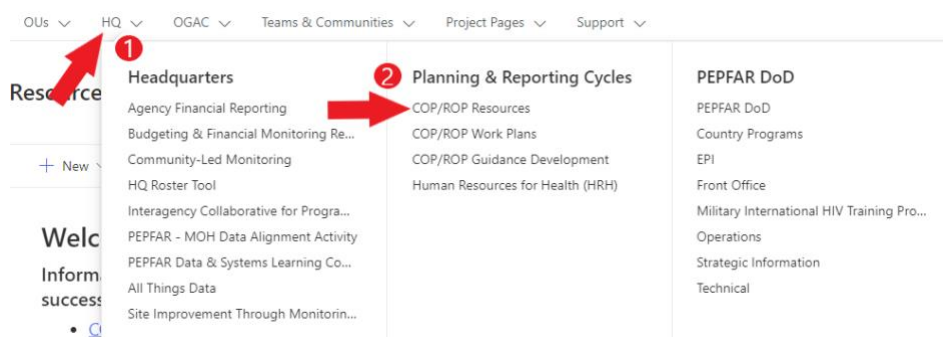 OUs HQ OGAC Teams & Communities Project Pages Support
1
2
Resource
+ New
Welc
Inform
success
C
Headquarters
Agency Financial Reporting
Budgeting & Financial Monitoring Re...
Community-Led Monitoring
HQ Roster Tool
Interagency Collaborative for Progra...
PEPFAR - MOH Data Alignment Activity
PEPFAR Data & Systems Learning Co...
All Things Data
Site Improvement Through Monitorin...
Planning & Reporting Cycles
COP/ROP Resources
COP/ROP Work Plans
COP/ROP Guidance Development
Human Resources for Health (HRH)
PEPFAR DoD
PEPFAR DoD
Country Programs
EPI
Front Office
Military International HIV Training Pro...
Operations
Strategic Information
Technical